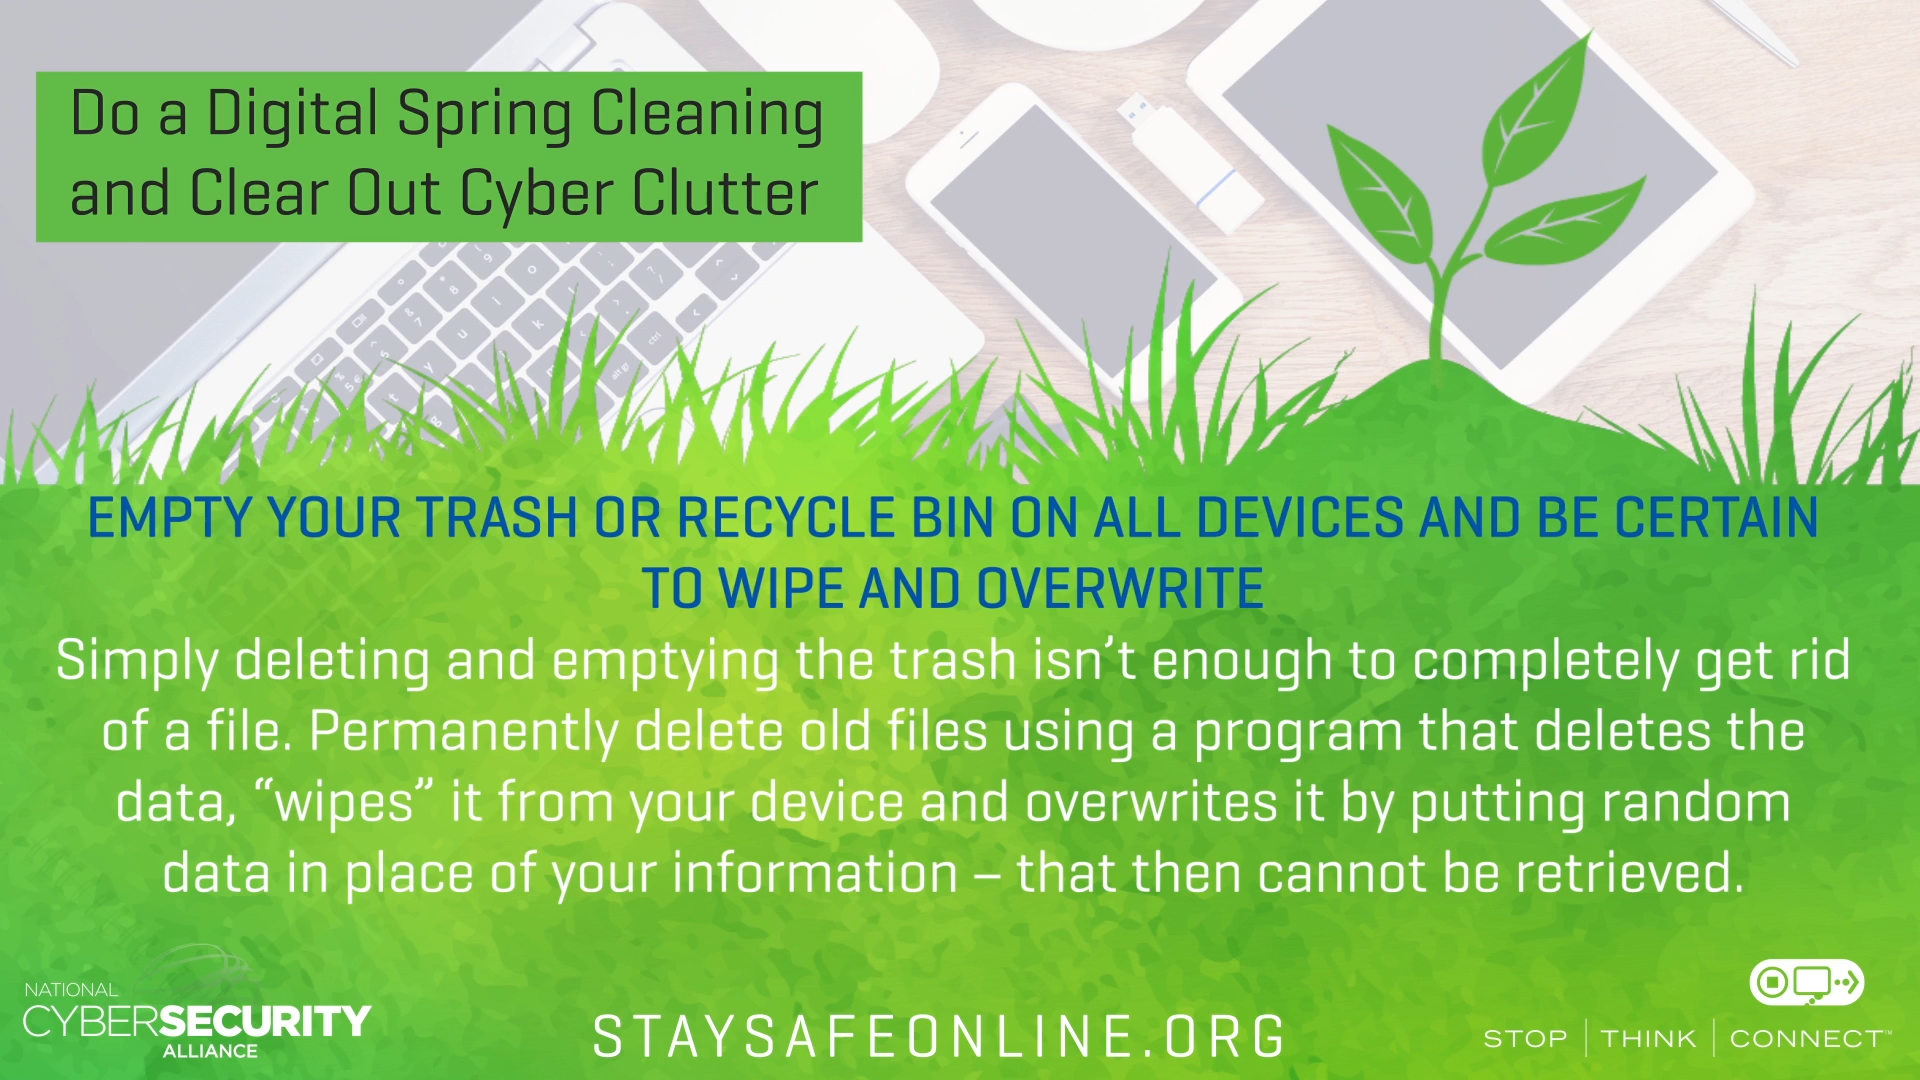 Do a Digital Spring Cleaning
and Clear Out Cyber Clutter
EMPTY YOUR TRASH OR RECYCLE BIN ON ALL DEVICES AND BE CERTAIN
TO WIPE AND OVERWRITE
Simply deleting and emptying the trash isn’t enough to completely get rid
of a file. Permanently delete old files using a program that deletes the
data, “wipes” it from your device and overwrites it by putting random
data in place of your information – that then cannot be retrieved.
NATIONAL
CYBERSECURITY
ALLIANCE
STAYSAFEONLINE.ORG
STOP | THINK | CONNECT™